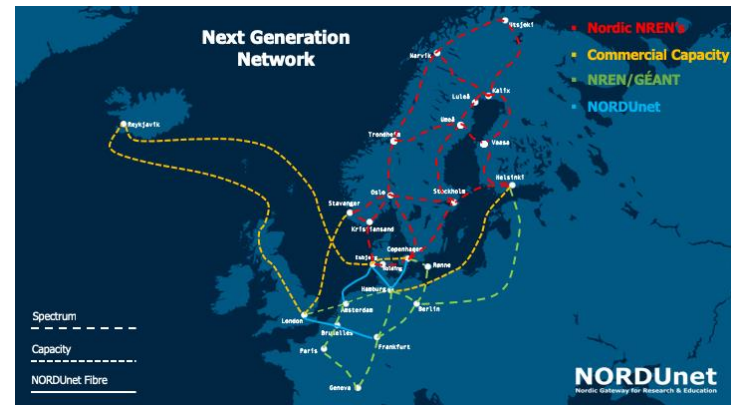 Next Generation
Network
Nordic NREN's
Commercial Capacity
NREN/GÉANT
NORDUnet
Utsjoki
Narvik
Kalix
Luleå
Umeå
Vaasa
Reykjavik
Trondheim
Helsinki
Oslo
Stockholm
Stavanger
Kristiansand
Copenhagen
Esbjerg
Rønne
Hamburg
Amsterdam
Berlin
London
Brussels
Paris
Frankfurt
Geneva
Spectrum
Capacity
NORDUnet Fibre
NORDUnet
Nordic Gateway for Research & Education